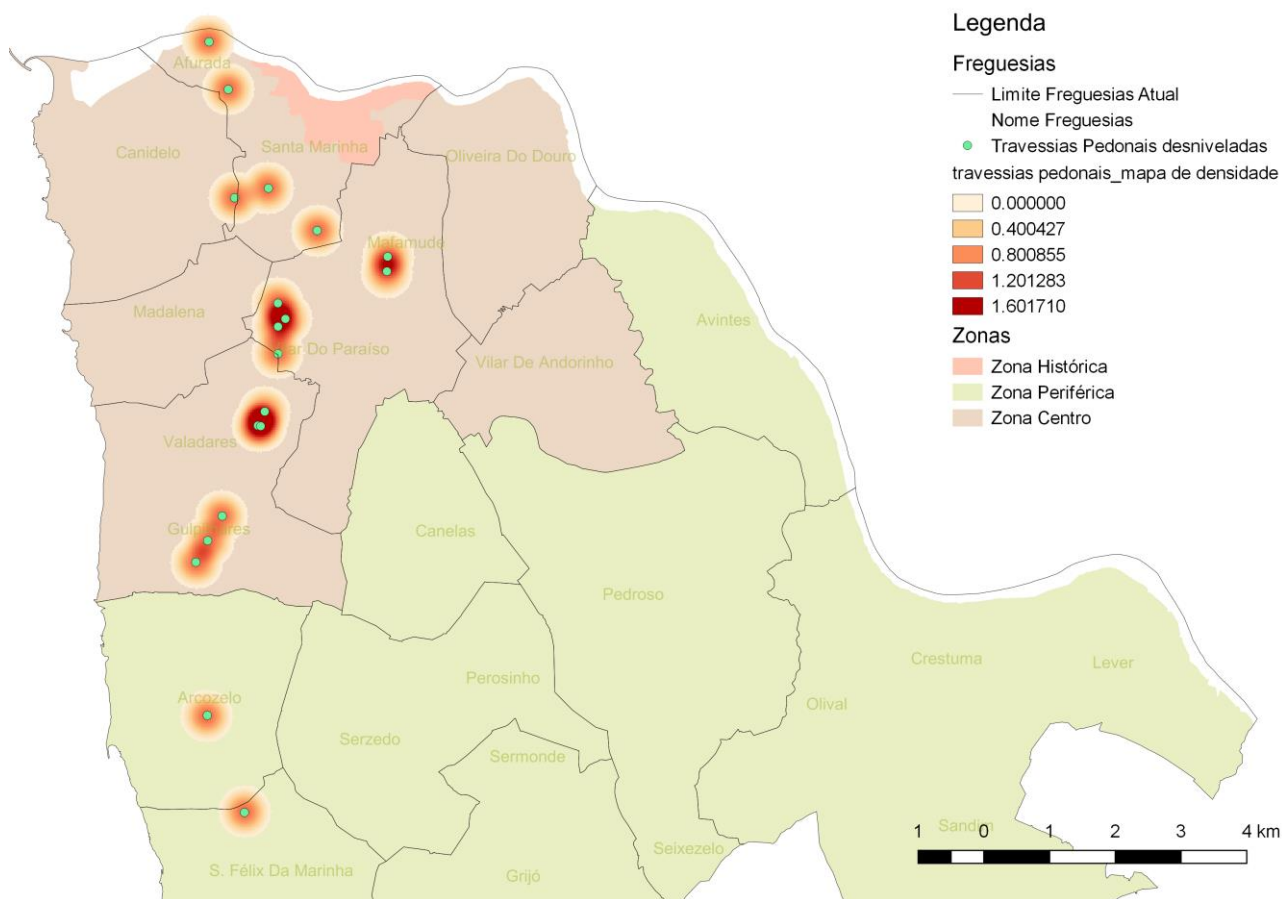 Legenda
Freguesias
Limite Freguesias Atual
Nome Freguesias
Travessias Pedonais desniveladas
travessias pedonais_mapa de densidade
0.000000
0.400427
0.800855
1.201283
1.601710
Zonas
Zona Histórica
Zona Periférica
Zona Centro
Afurada
Canidelo
Santa Marinha
Oliveira Do Douro
Mafamude
Madalena
Avintes
ar Do Paraíso
Vilar De Andorinho
Valadares
Gulpilhares
Canelas
Pedroso
Crestuma
Lever
Perosinho
Arcozelo
Olival
Serzedo
Sermonde
Sandim
1 0 1 2 3 4 km
Seixezelo
S. Félix Da Marinha
Grijó